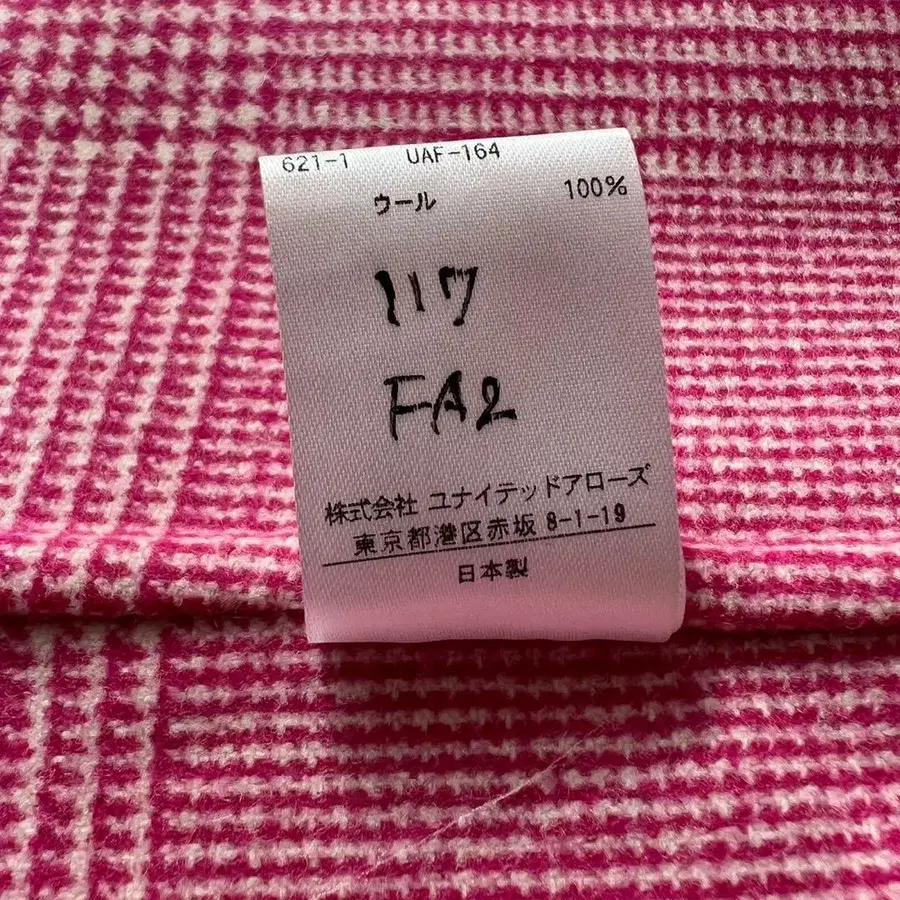 621-1 UAF-164
ウール 100%
117
FA2
株式会社 ユナイテッドアローズ
東京都港区赤坂 8-1-19
日本製